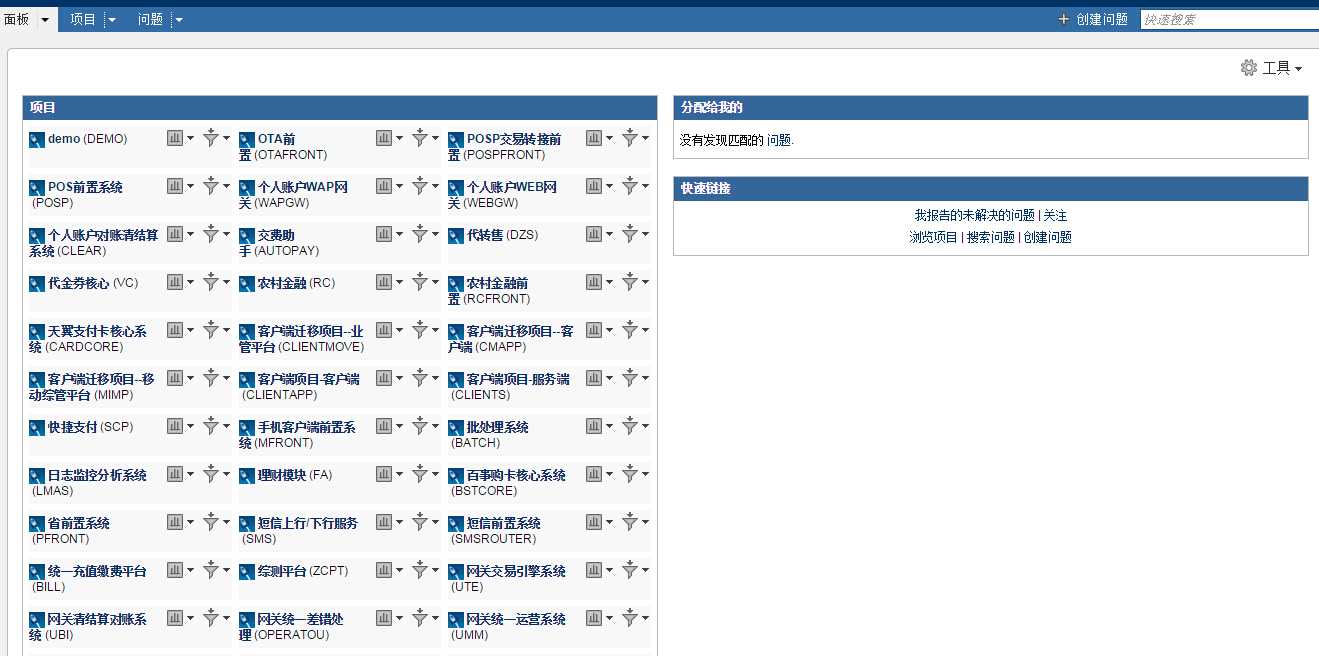 面板
项目
问题
创建问题
快速搜索
工具
项目
demo (DEMO)
OTA前
置 (OTAFRONT)
POSP交易转接前
置 (POSPFRONT)
POS前置系统
(POSP)
个人账户WAP网
关 (WAPGW)
个人账户WEB网
关 (WEBGW)
个人账户对账清结算
系统 (CLEAR)
交费助
手 (AUTOPAY)
代转售 (DZS)
代金券核心 (VC)
农村金融 (RC)
农村金融前
置 (RCFRONT)
天翼支付卡核心系
统 (CARDCORE)
客户端迁移项目--业
管平台 (CLIENTMOVE)
客户端迁移项目--客
户端 (CMAPP)
客户端迁移项目--移
动综管平台 (MIMP)
客户端项目-客户端
(CLIENTAPP)
客户端项目-服务端
(CLIENTS)
快捷支付 (SCP)
手机客户端前置系
统 (MFRONT)
批处理系统
(BATCH)
日志监控分析系统
(LMAS)
理财模块 (FA)
百事购卡核心系统
(BSTCORE)
省前置系统
(PFRONT)
短信上行/下行服务
(SMS)
短信前置系统
(SMSROUTER)
统一充值缴费平台
(BILL)
综测平台 (ZCPT)
网关交易引擎系统
(UTE)
网关清结算对账系
统 (UBI)
网关统一差错处
理 (OPERATOU)
网关统一运营系统
(UMM)
分配给我的
没有发现匹配的 问题.
快速链接
我报告的未解决的问题 | 关注
浏览项目 | 搜索问题 | 创建问题